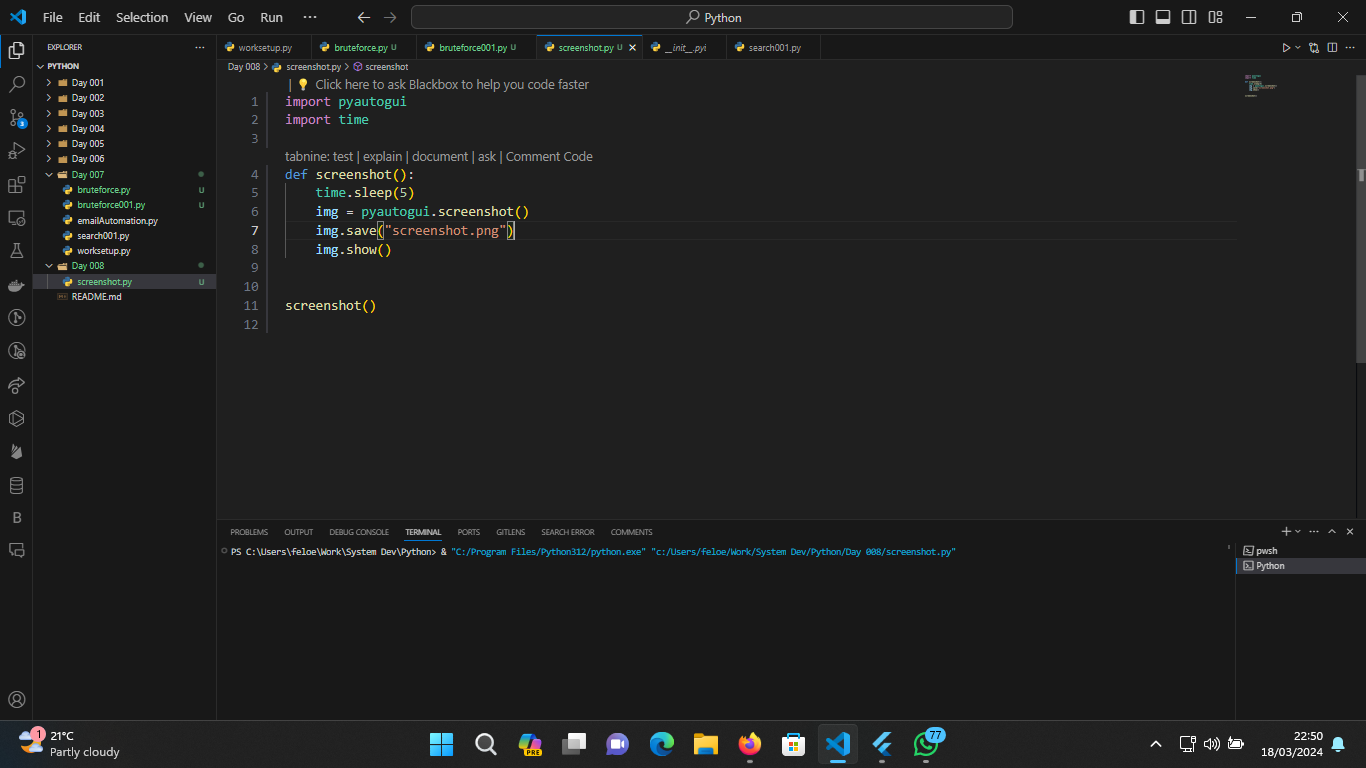 File Edit Selection View Go Run ··· Python
EXPLORER ···
PYTHON
Day 001
Day 002
Day 003
Day 004
Day 005
Day 006
Day 007
bruteforce.py U
bruteforce001.py U
emailAutomation.py
search001.py
worksetup.py
Day 008
screenshot.py U
README.md
3
B
worksetup.py bruteforce.py U bruteforce001.py U screenshot.py U __init__.pyi search001.py
Day 008 > screenshot.py > screenshot
| 💡 Click here to ask Blackbox to help you code faster
1 import pyautogui
2 import time
3
tabnine: test | explain | document | ask | Comment Code
4 def screenshot():
5 time.sleep(5)
6 img = pyautogui.screenshot()
7 img.save("screenshot.png")
8 img.show()
9
10
11 screenshot()
12
PROBLEMS OUTPUT DEBUG CONSOLE TERMINAL PORTS GITLENS SEARCH ERROR COMMENTS
PS C:\Users\feloe\Work\System Dev\Python> & "C:/Program Files/Python312/python.exe" "c:/Users/feloe/Work/System Dev/Python/Day 008/screenshot.py"
pwsh
Python
1 21°C
Partly cloudy
PRE
77
22:50
18/03/2024